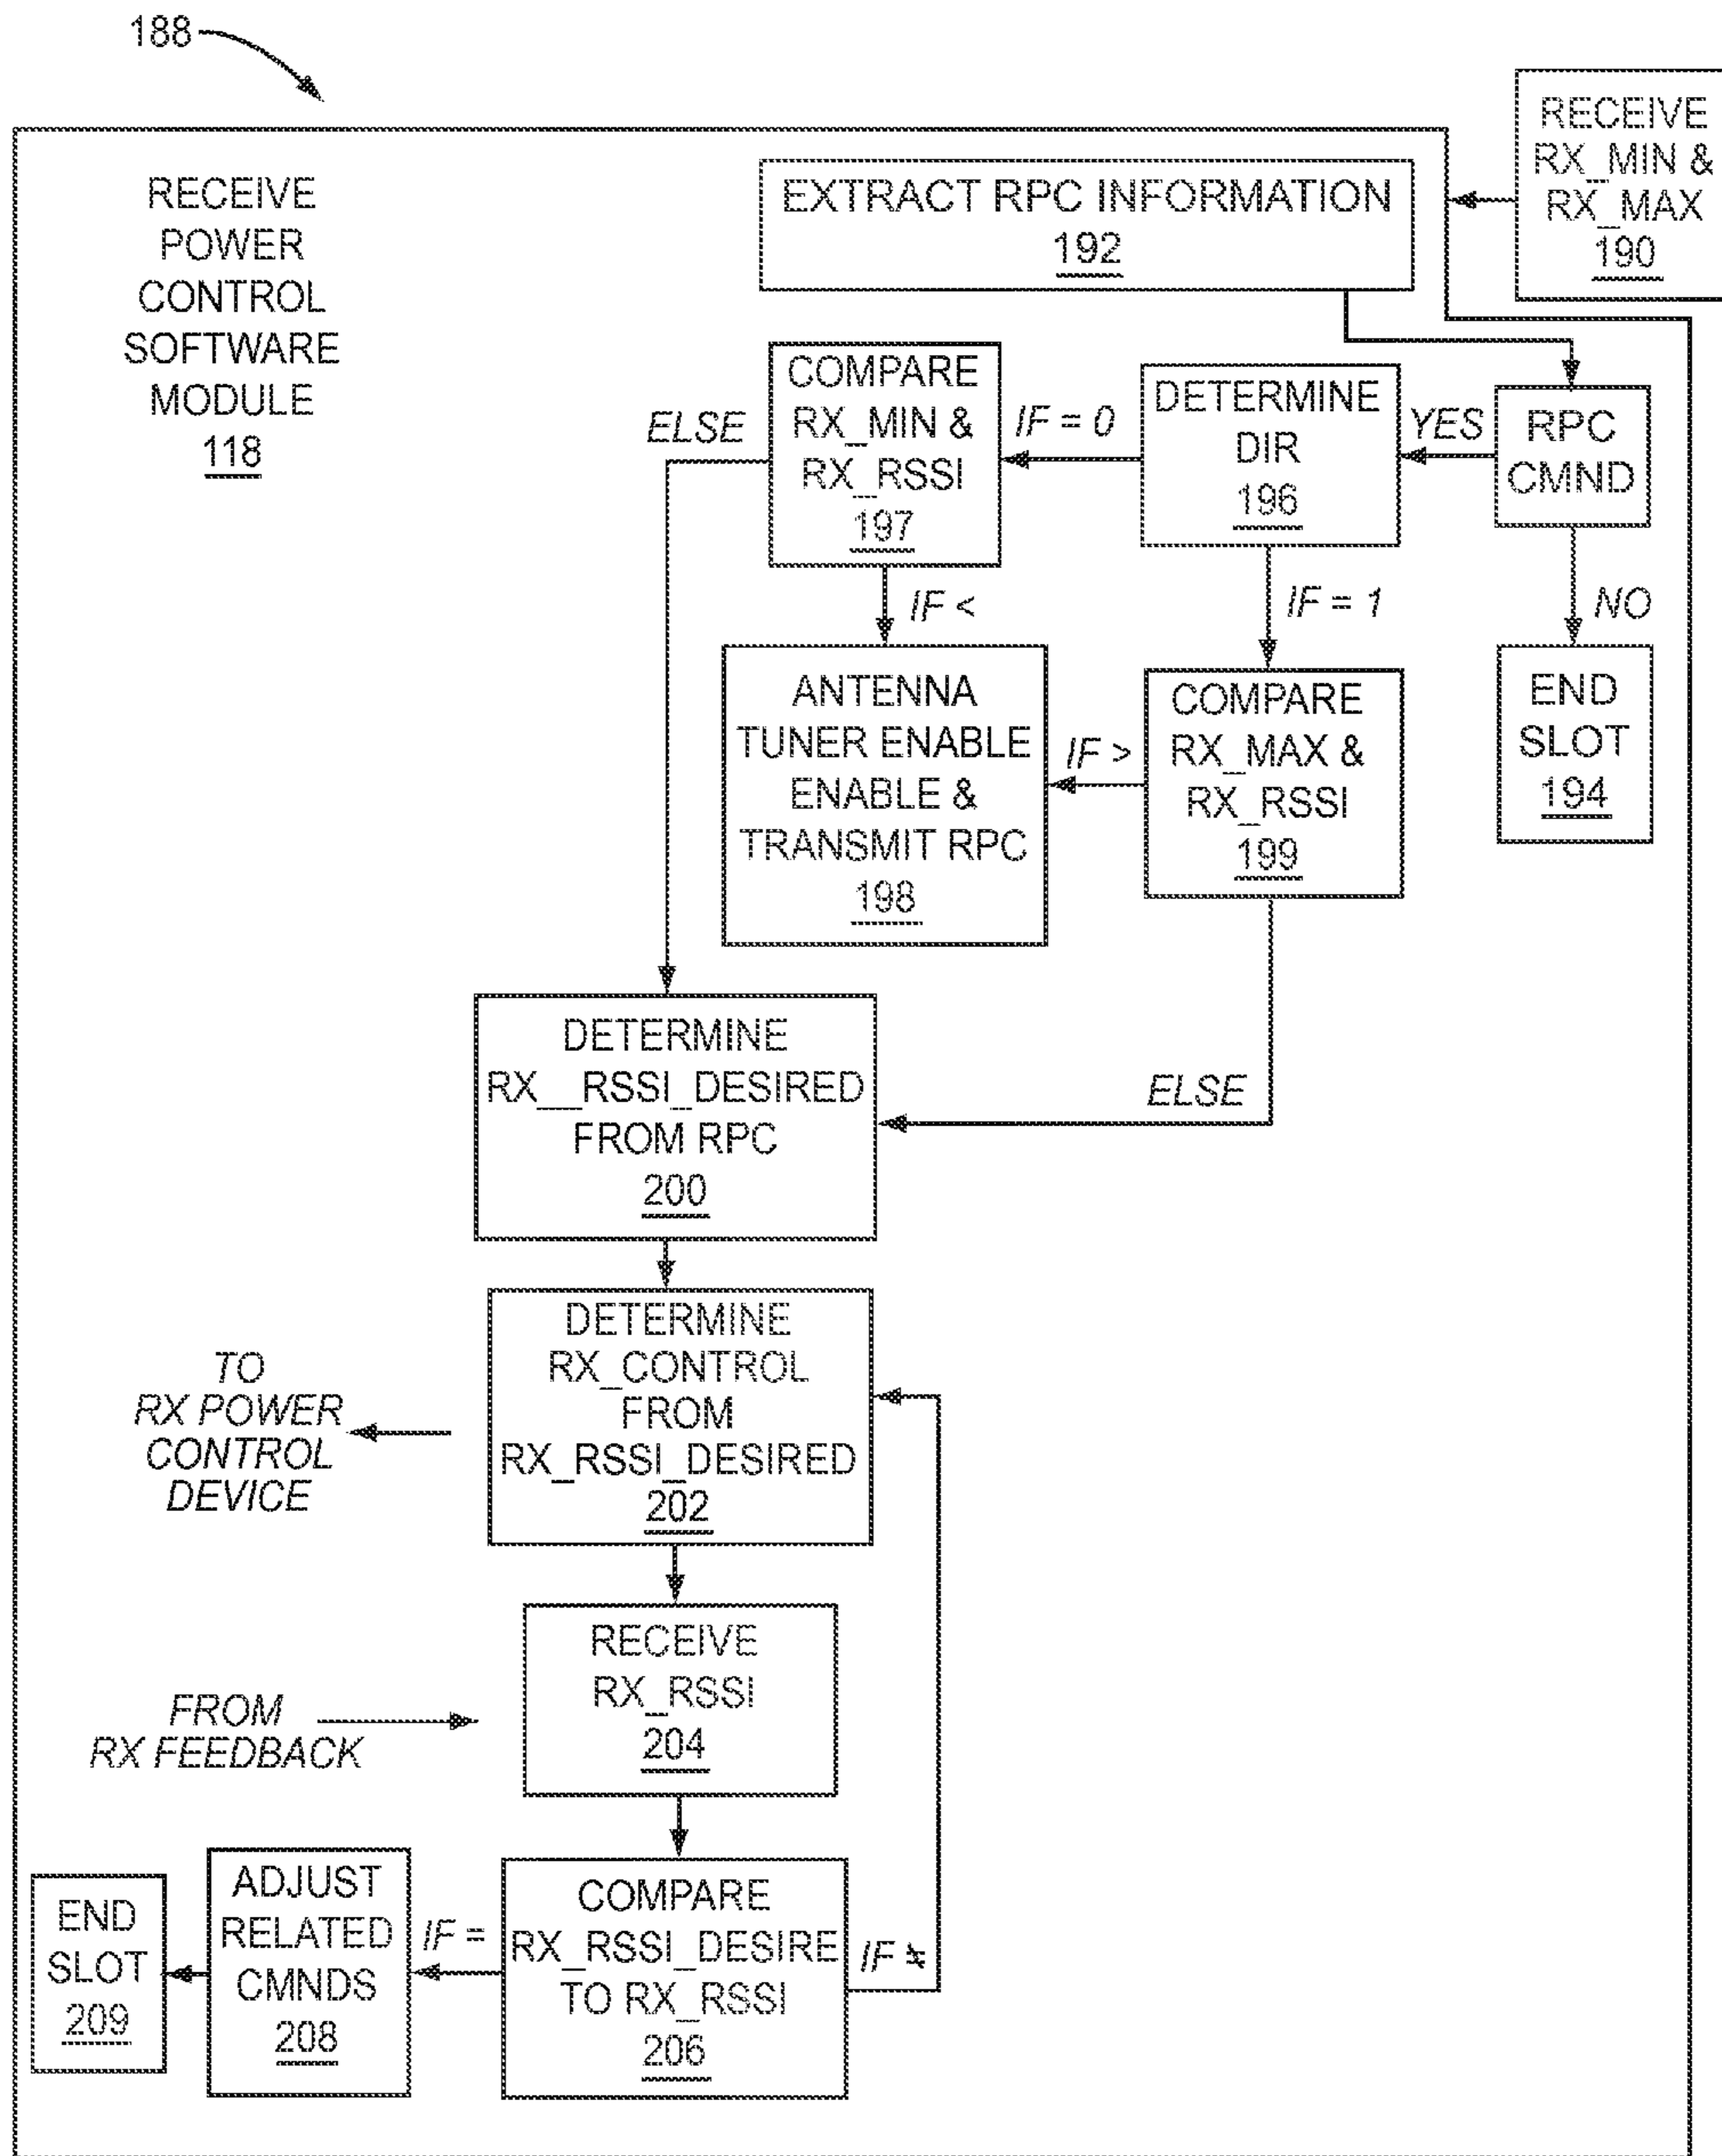 188
RECEIVE
POWER
CONTROL
SOFTWARE
MODULE
118
RECEIVE
RX_MIN &
RX_MAX
190
EXTRACT RPC INFORMATION
192
RPC
CMND
YES
NO
END
SLOT
194
DETERMINE
DIR
196
IF = 0
IF = 1
COMPARE
RX_MIN &
RX_RSSI
197
ELSE
IF <
ANTENNA
TUNER ENABLE
ENABLE &
TRANSMIT RPC
198
IF >
COMPARE
RX_MAX &
RX_RSSI
199
ELSE
DETERMINE
RX__RSSI_DESIRED
FROM RPC
200
DETERMINE
RX_CONTROL
FROM
RX_RSSI_DESIRED
202
TO
RX POWER
CONTROL
DEVICE
RECEIVE
RX_RSSI
204
FROM
RX FEEDBACK
COMPARE
RX_RSSI_DESIRE
TO RX_RSSI
206
IF ≠
IF =
ADJUST
RELATED
CMNDS
208
END
SLOT
209